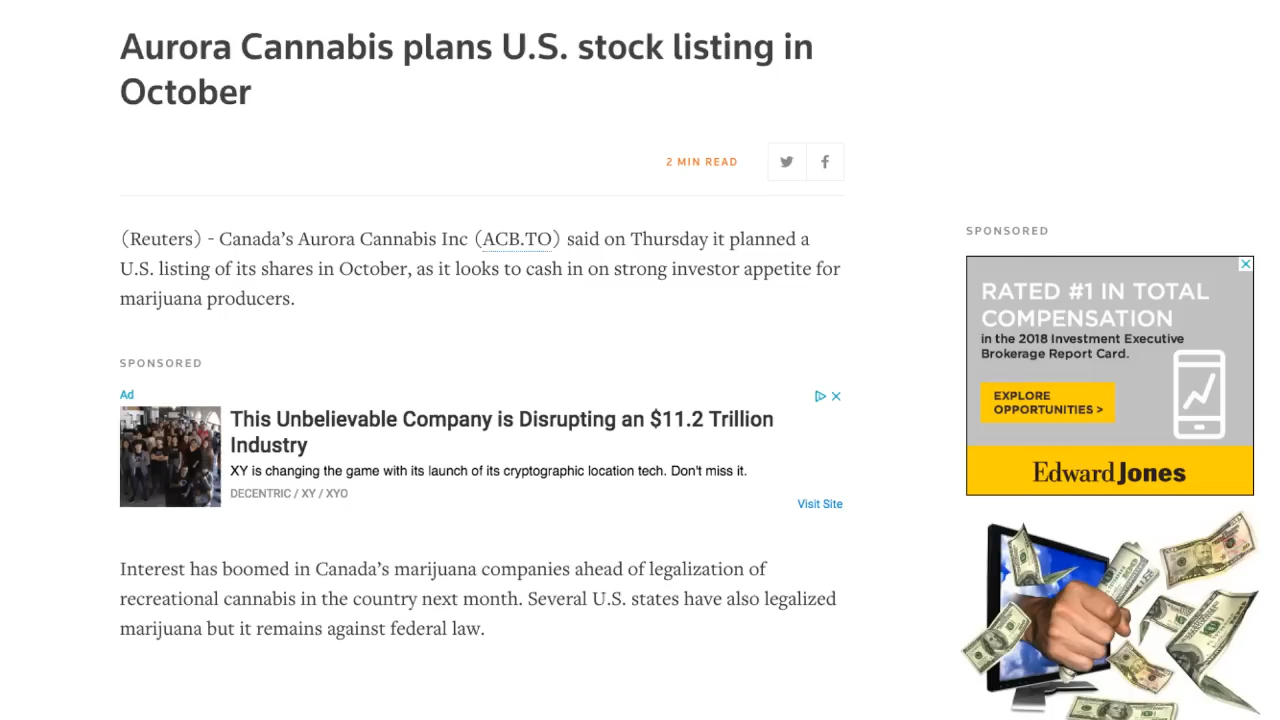 Aurora Cannabis plans U.S. stock listing in
October
2 MIN READ
(Reuters) - Canada’s Aurora Cannabis Inc (ACB.TO) said on Thursday it planned a
U.S. listing of its shares in October, as it looks to cash in on strong investor appetite for
marijuana producers.
SPONSORED
Ad
This Unbelievable Company is Disrupting an $11.2 Trillion
Industry
XY is changing the game with its launch of its cryptographic location tech. Don't miss it.
DECENTRIC / XY / XYO
Visit Site
Interest has boomed in Canada’s marijuana companies ahead of legalization of
recreational cannabis in the country next month. Several U.S. states have also legalized
marijuana but it remains against federal law.
SPONSORED
RATED #1 IN TOTAL
COMPENSATION
in the 2018 Investment Executive
Brokerage Report Card.
EXPLORE
OPPORTUNITIES >
Edward Jones